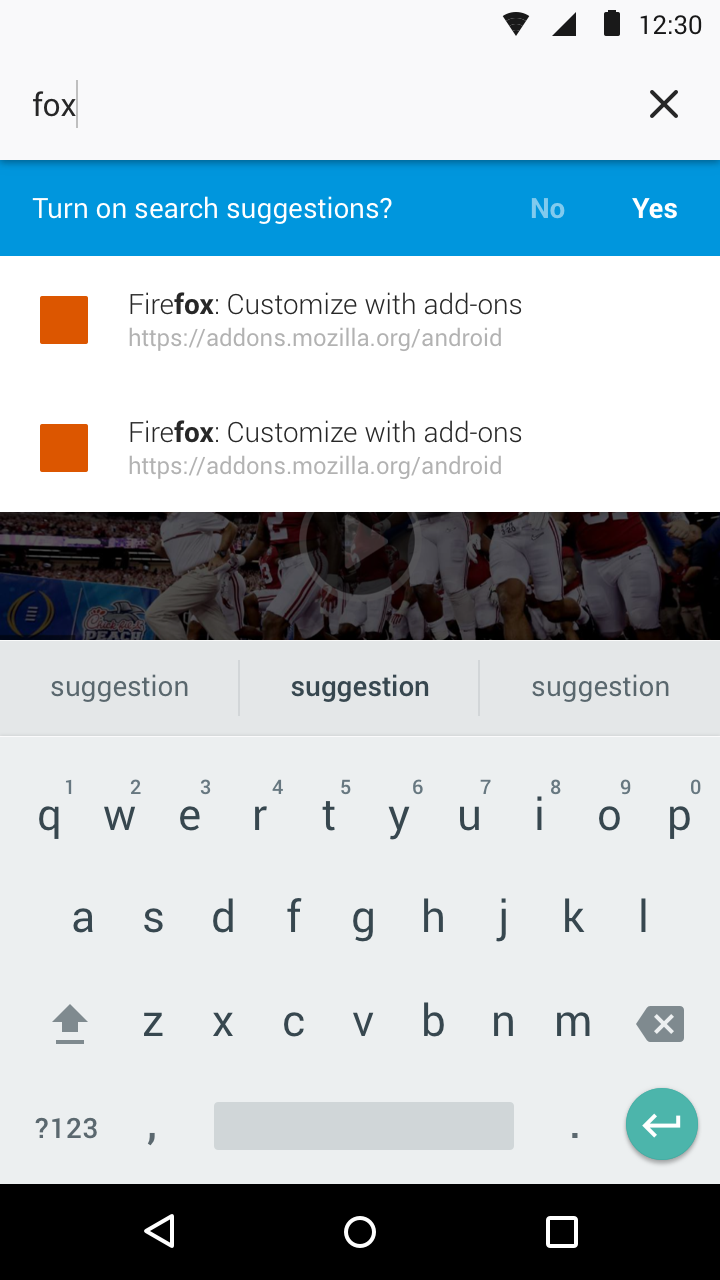 12:30
fox
Turn on search suggestions? No Yes
Firefox: Customize with add-ons
https://addons.mozilla.org/android
Firefox: Customize with add-ons
https://addons.mozilla.org/android
PEACH
suggestion suggestion suggestion
1 2 3 4 5 6 7 8 9 0
q w e r t y u i o p
a s d f g h j k l
z x c v b n m
?123 , .